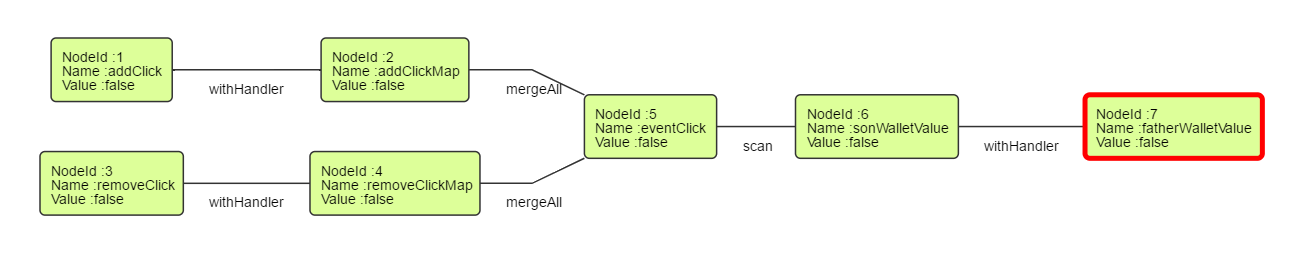 NodeId :1
Name :addClick
Value :false
withHandler
NodeId :2
Name :addClickMap
Value :false
mergeAll
NodeId :3
Name :removeClick
Value :false
withHandler
NodeId :4
Name :removeClickMap
Value :false
mergeAll
NodeId :5
Name :eventClick
Value :false
scan
NodeId :6
Name :sonWalletValue
Value :false
withHandler
NodeId :7
Name :fatherWalletValue
Value :false